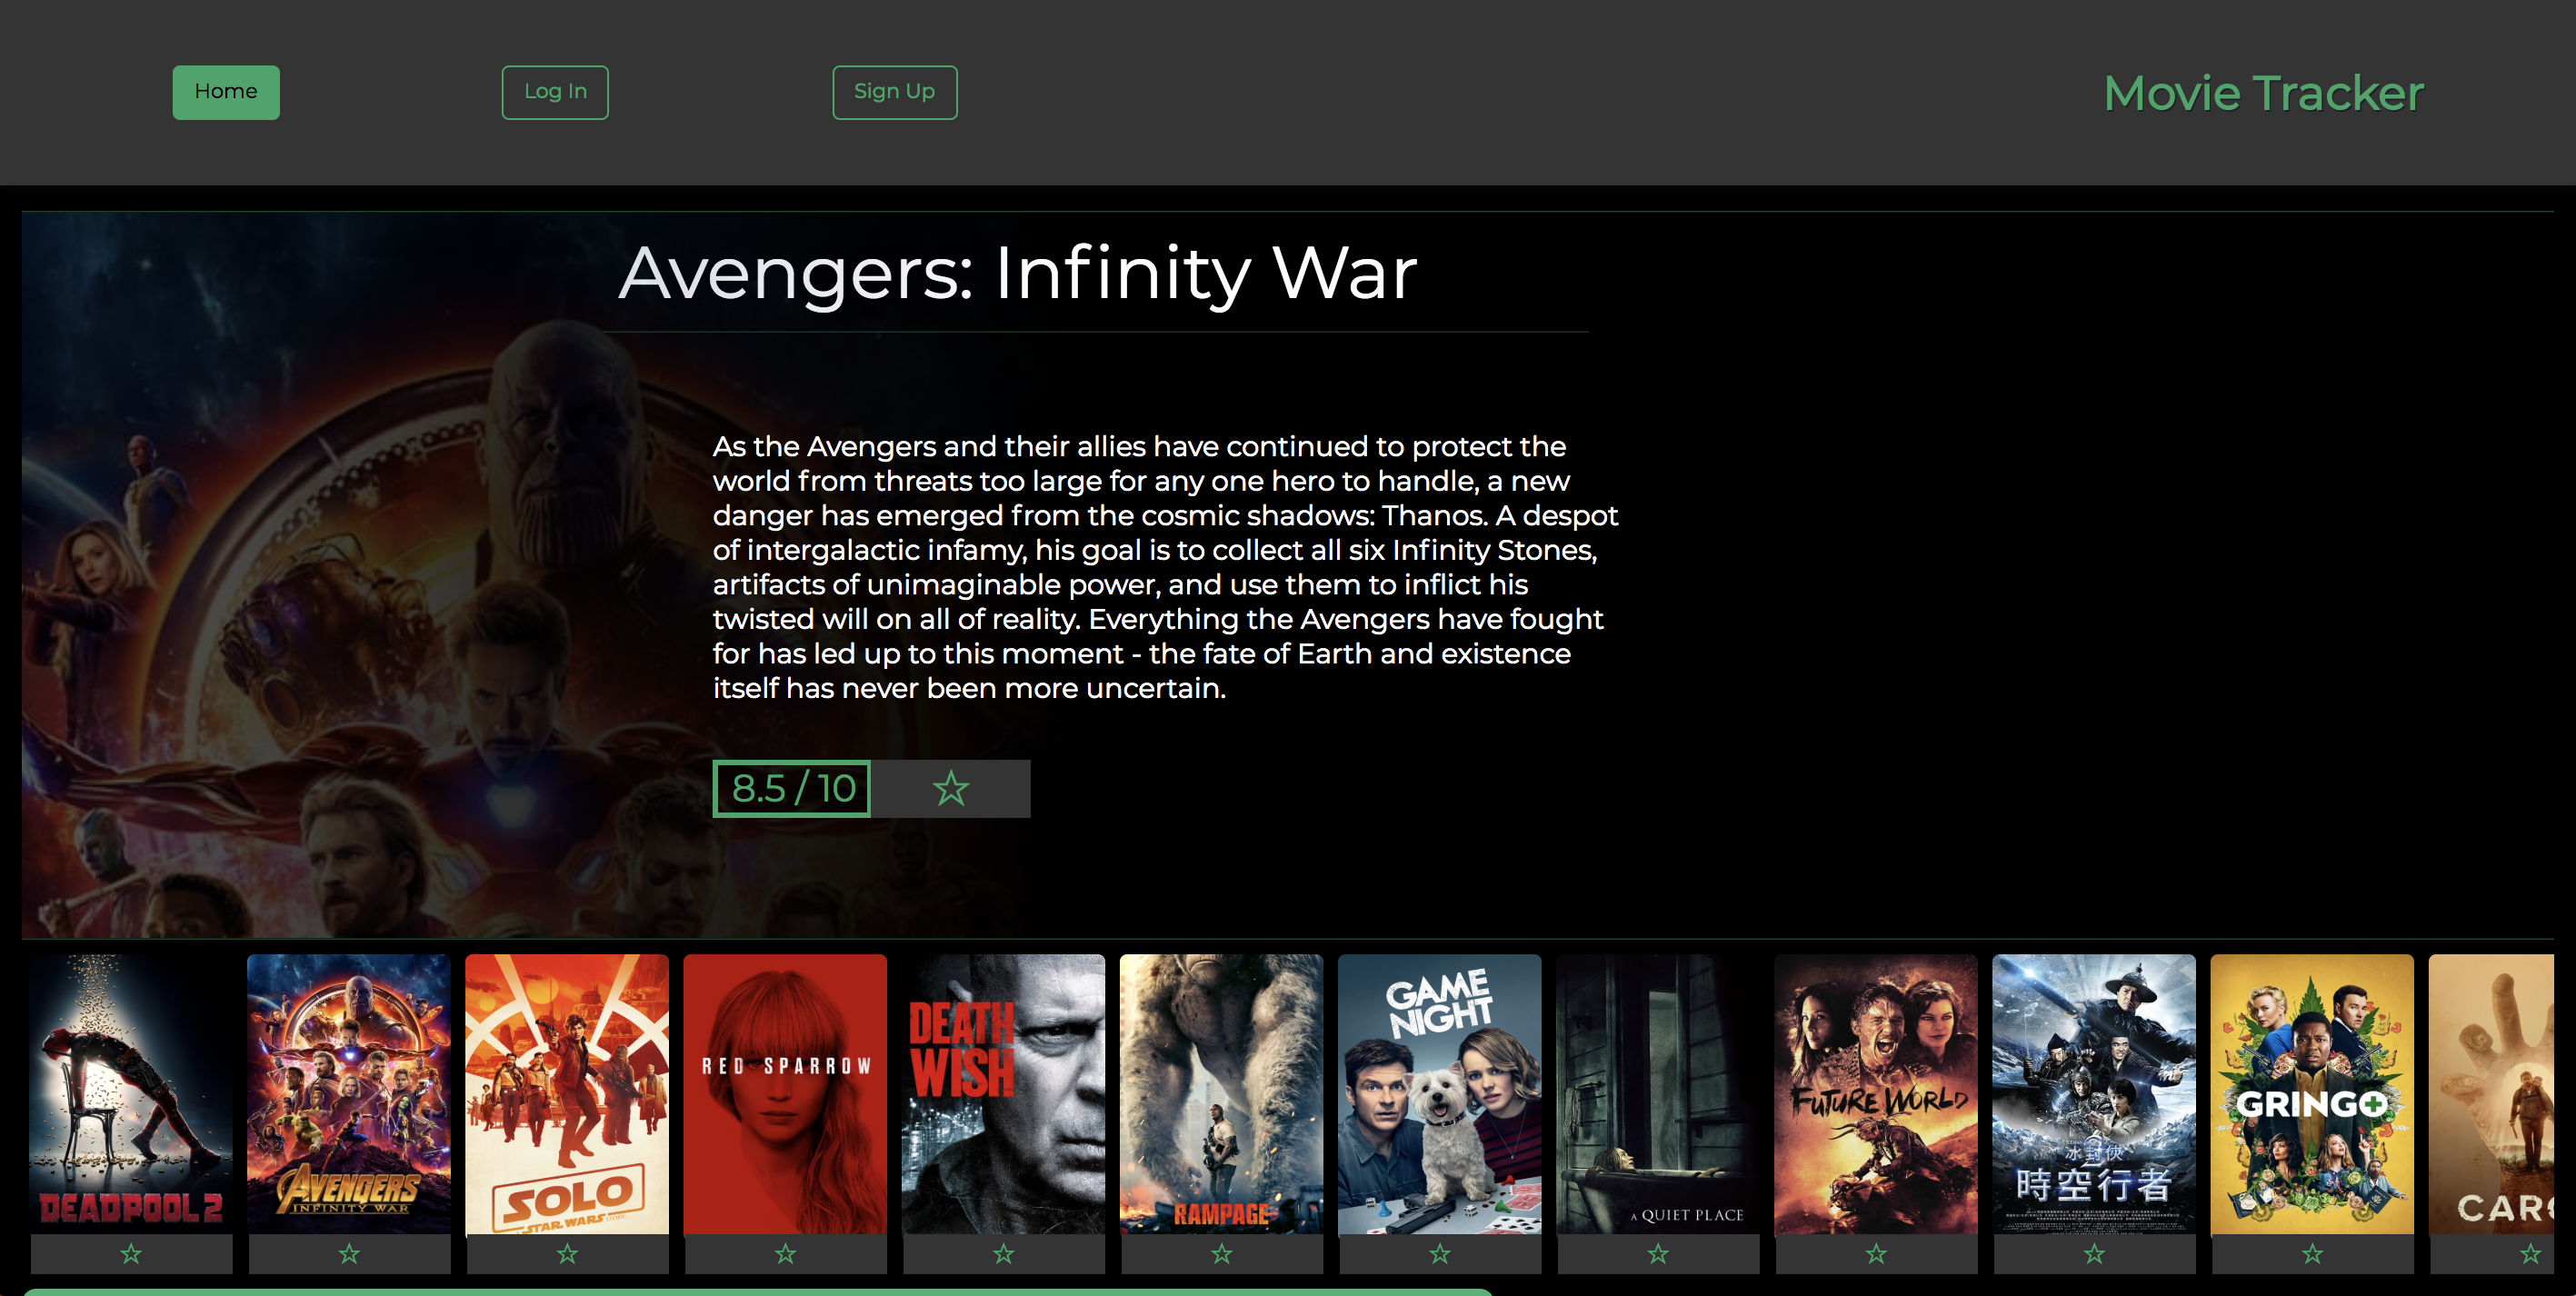 Home
Log In
Sign Up
Movie Tracker
Avengers: Infinity War
As the Avengers and their allies have continued to protect the
world from threats too large for any one hero to handle, a new
danger has emerged from the cosmic shadows: Thanos. A despot
of intergalactic infamy, his goal is to collect all six Infinity Stones,
artifacts of unimaginable power, and use them to inflict his
twisted will on all of reality. Everything the Avengers have fought
for has led up to this moment - the fate of Earth and existence
itself has never been more uncertain.
8.5 / 10
DEADPOOL 2
AVENGERS
INFINITY WAR
SOLO
A STAR WARS STORY
RED SPARROW
DEATH
WISH
RAMPAGE
GAME
NIGHT
A QUIET PLACE
FUTURE WORLD
冰封俠
時空行者
GRINGO
CARG